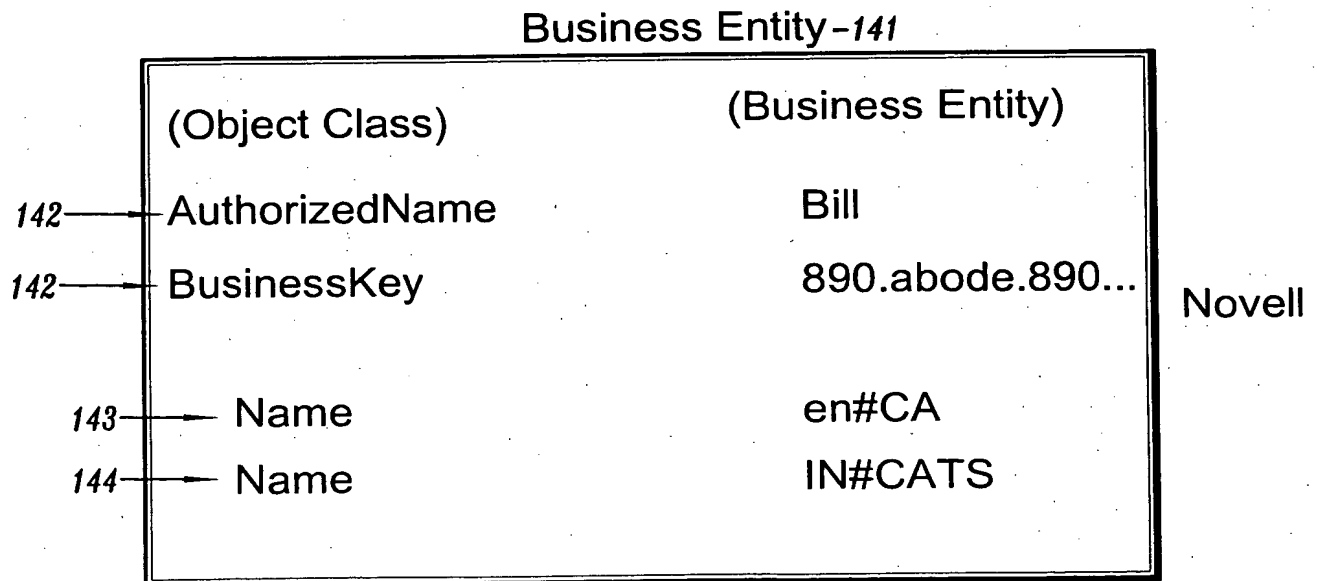 Business Entity-141
(Object Class) (Business Entity)
142 AuthorizedName Bill
142 BusinessKey 890.abode.890...
Novell
143 Name en#CA
144 Name IN#CATS